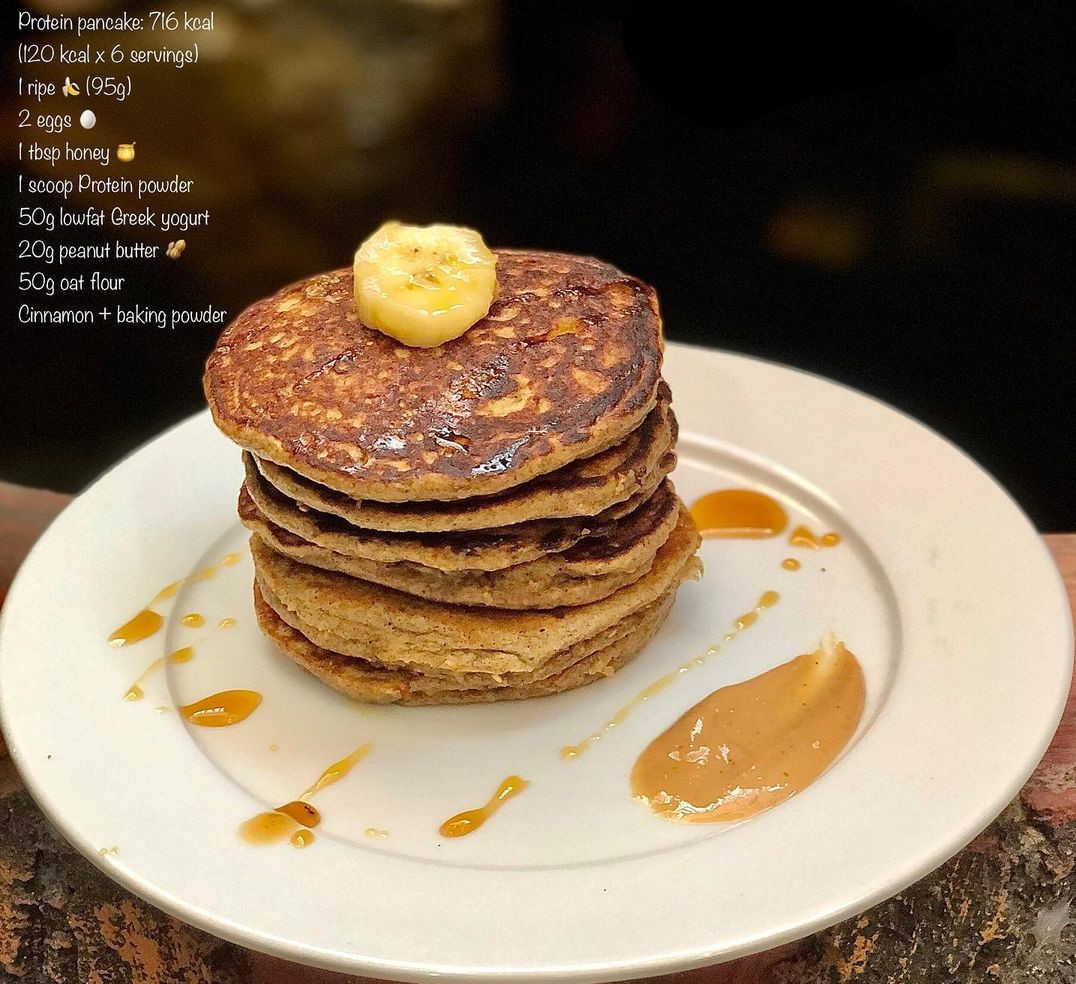 Protein pancake: 716 kcal
(120 kcal x 6 servings)
1 ripe 🍌 (95g)
2 eggs 🥚
1 tbsp honey 🍯
1 scoop Protein powder
50g lowfat Greek yogurt
20g peanut butter 🥜
50g oat flour
Cinnamon + baking powder